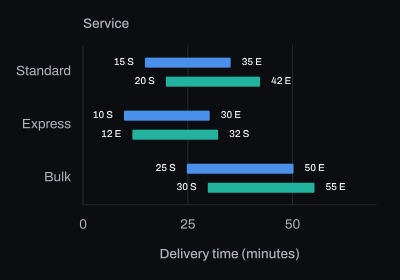 Service
15 S 35 E
Standard
20 S 42 E
10 S 30 E
Express
12 E 32 S
25 S 50 E
Bulk
30 S 55 E
0 25 50
Delivery time (minutes)